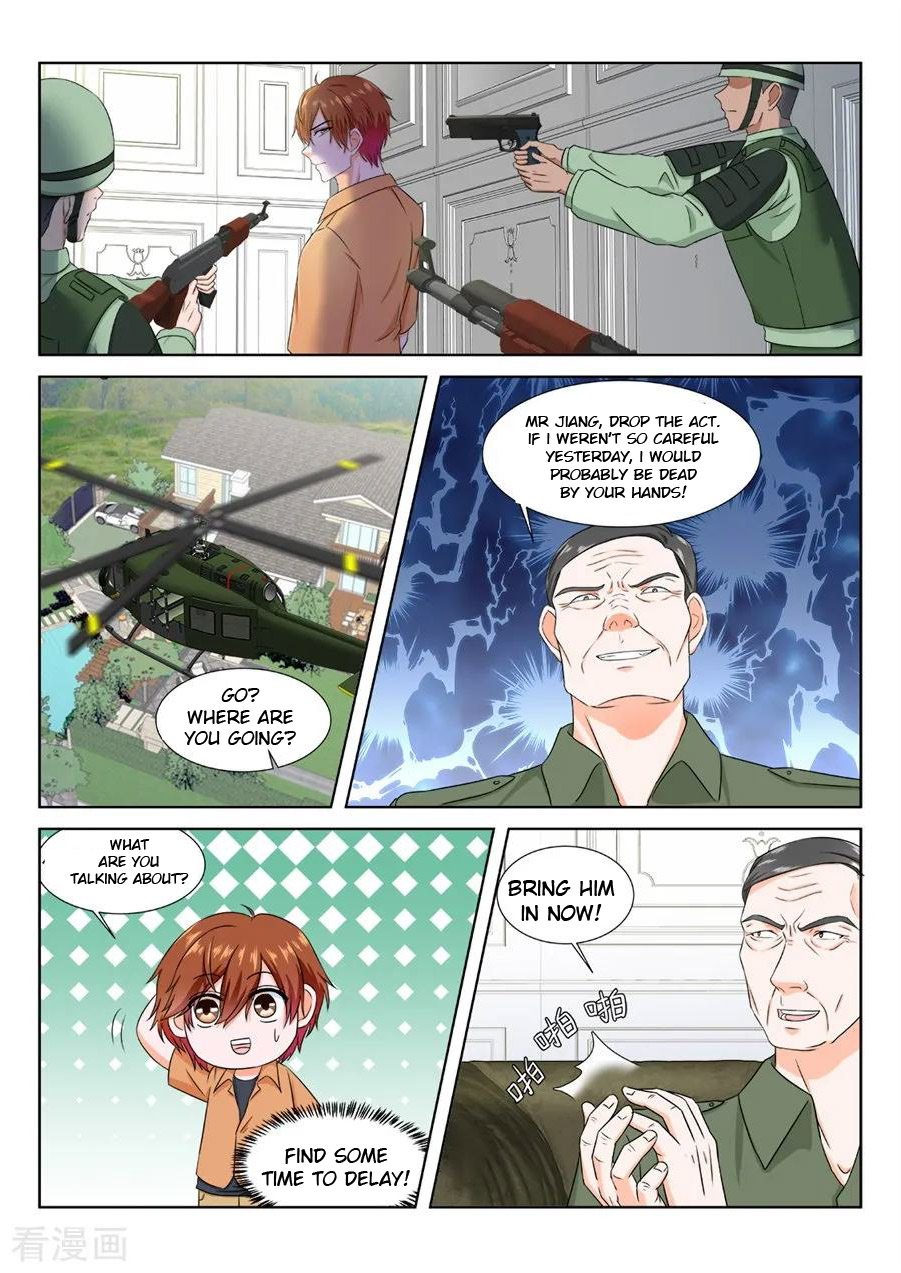 GO?
WHERE ARE
YOU GOING?
MR JIANG, DROP THE ACT.
IF I WEREN'T SO CAREFUL
YESTERDAY, I WOULD
PROBABLY BE DEAD
BY YOUR HANDS!
WHAT
ARE YOU
TALKING ABOUT?
FIND SOME
TIME TO DELAY!
BRING HIM
IN NOW!
啪 啪 啪
看漫画